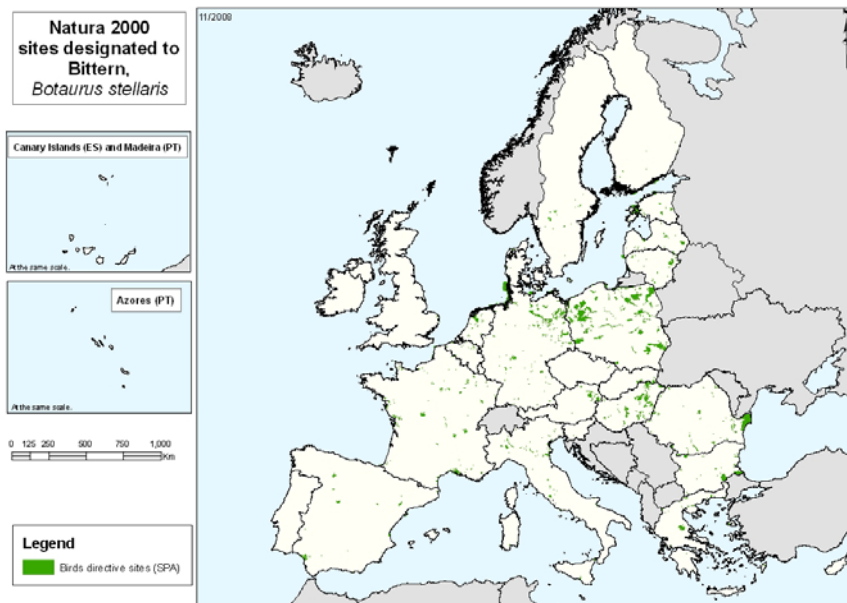 Natura 2000
sites designated to
Bittern,
Botaurus stellaris
11/2008
Canary Islands (ES) and Madeira (PT)
At the same scale.
Azores (PT)
At the same scale.
0 125 250 500 750 1,000
Km
Legend
Birds directive sites (SPA)